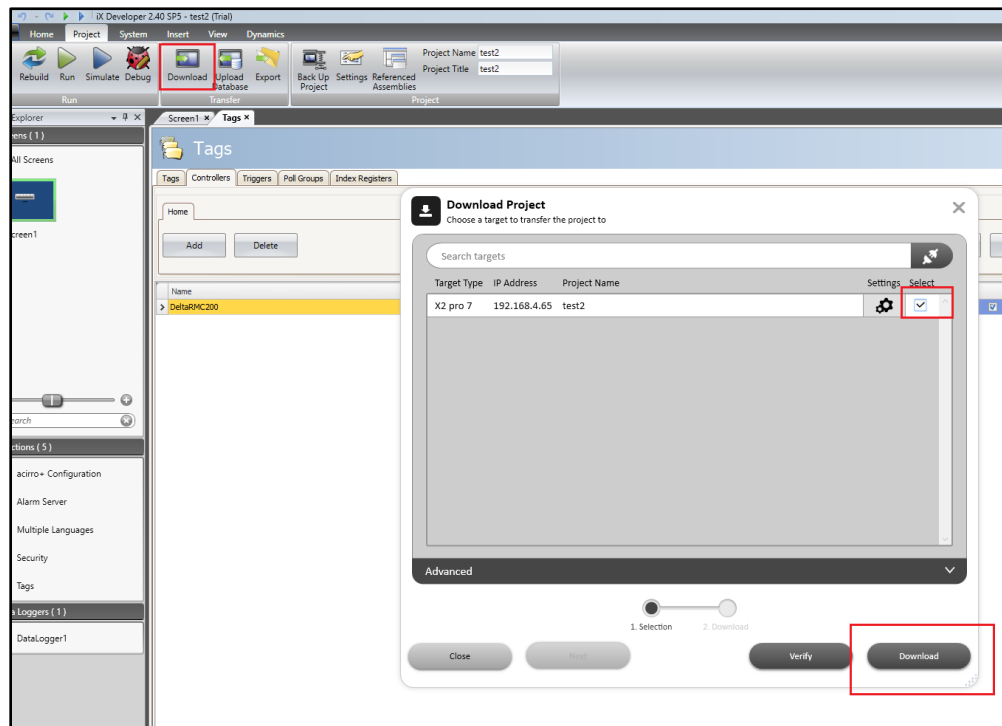 iX Developer 2.40 SP5 - test2 (Trial)
Home Project System Insert View Dynamics
Rebuild Run Simulate Debug Download Upload Database Export Back Up Project Settings Referenced Assemblies
Project Name test2
Project Title test2
Run Transfer Project
Explorer Screen1 Tags
ens ( 1 )
All Screens
creen1
Tags
Tags Controllers Triggers Poll Groups Index Registers
Home
Add Delete
Name
DeltaRMC200
Download Project
Choose a target to transfer the project to
Search targets
Target Type IP Address Project Name Settings Select
X2 pro 7 192.168.4.65 test2
Advanced
1. Selection 2. Download
Close Next Verify Download
earch
ctions ( 5 )
acirro+ Configuration
Alarm Server
Multiple Languages
Security
Tags
a Loggers ( 1 )
DataLogger1